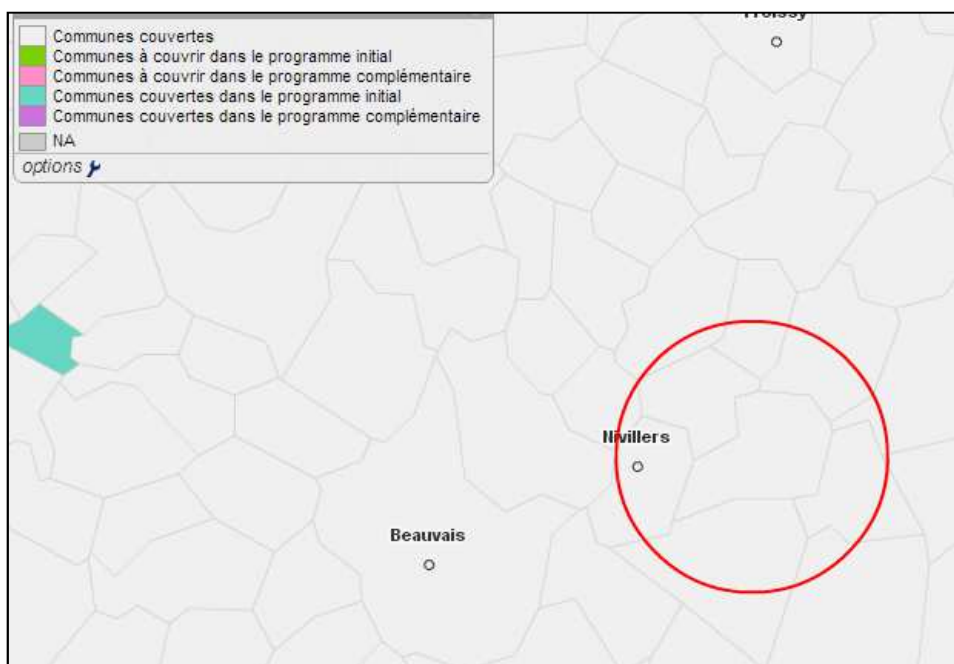 Communes couvertes
Communes à couvrir dans le programme initial
Communes à couvrir dans le programme complémentaire
Communes couvertes dans le programme initial
Communes couvertes dans le programme complémentaire
NA
options
Froissy
Nivillers
Beauvais